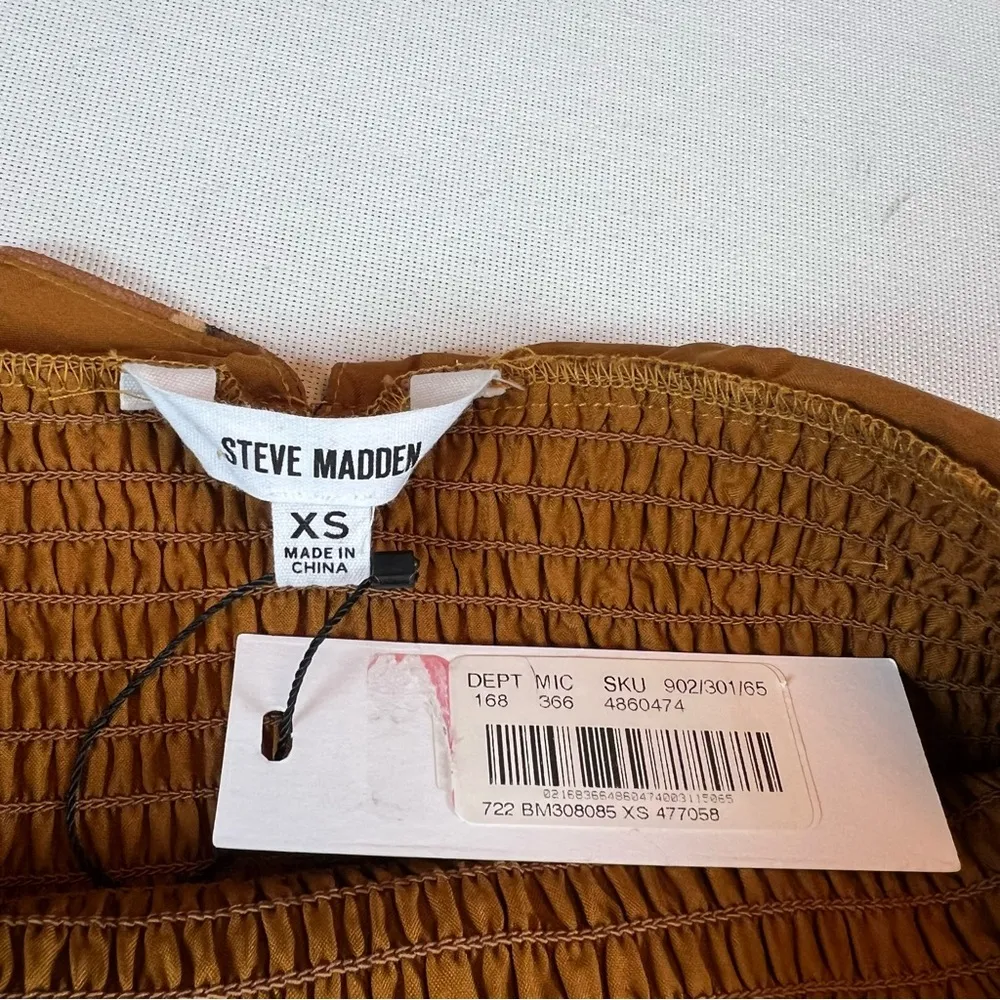 STEVE MADDEN
XS
MADE IN
CHINA
DEPT MIC SKU 902/301/65
168 366 4860474
021683664860474003115065
722 BM308085 XS 477058